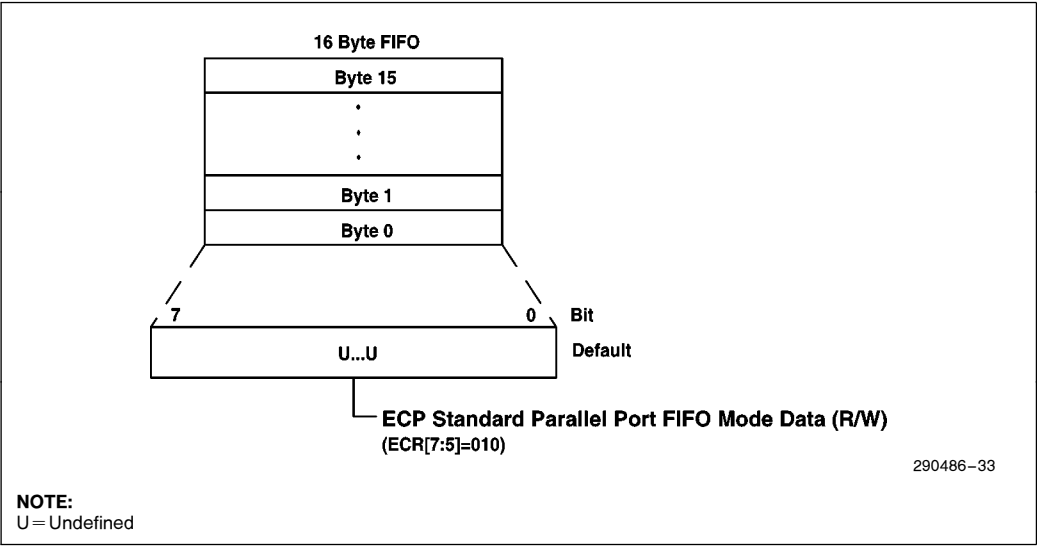 16 Byte FIFO
Byte 15
Byte 1
Byte 0
7 0 Bit
U...U Default
ECP Standard Parallel Port FIFO Mode Data (R/W)
(ECR[7:5]=010)
290486–33
NOTE:
U=Undefined